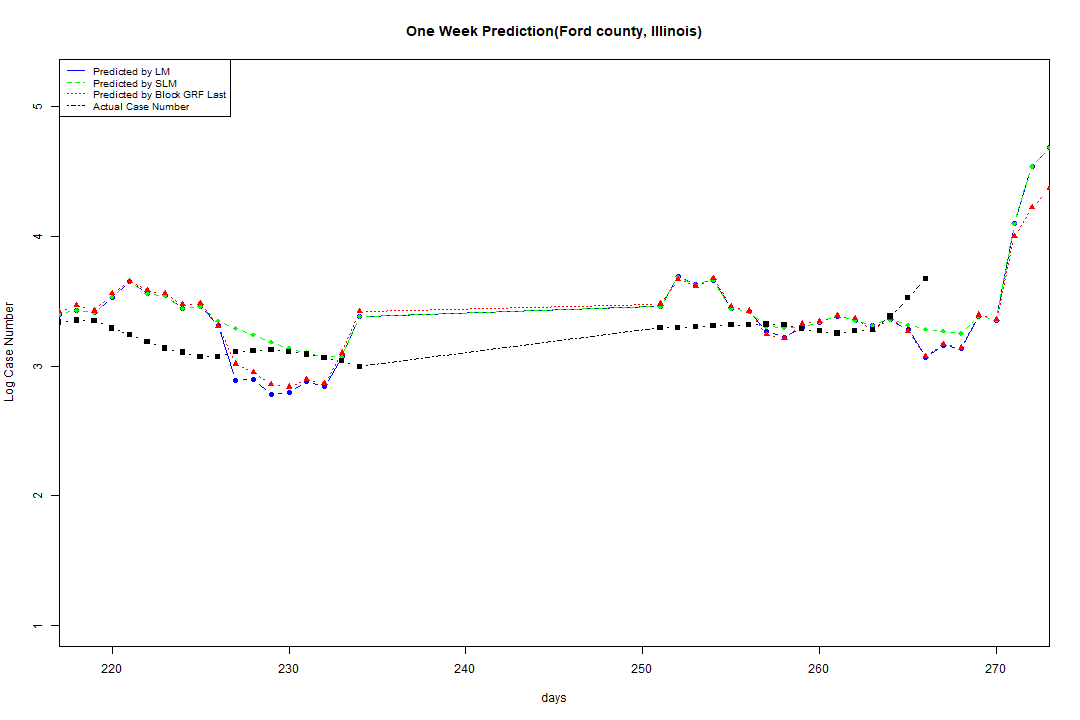 One Week Prediction(Ford county, Illinois)
Predicted by LM
Predicted by SLM
Predicted by Block GRF Last
Actual Case Number
5
4
3
2
1
Log Case Number
220 230 240 250 260 270
days